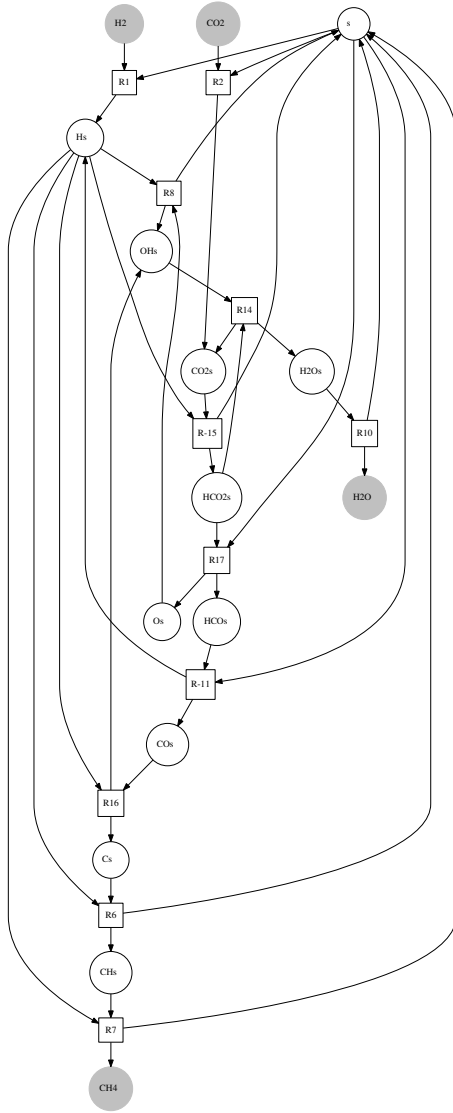 H2
CO2
s
R1
R2
Hs
R8
OHs
R14
CO2s
H2Os
R-15
R10
HCO2s
H2O
R17
Os
HCOs
R-11
COs
R16
Cs
R6
CHs
R7
CH4